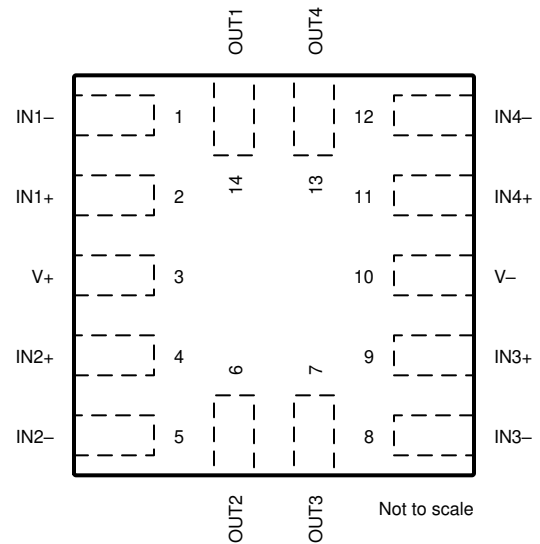 OUT1 OUT4
IN1– 1 12 IN4–
14 13
IN1+ 2 11 IN4+
V+ 3 10 V–
IN2+ 4 9 IN3+
6 7
IN2– 5 8 IN3–
OUT2 OUT3
Not to scale